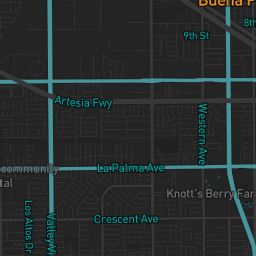 Buena P
8th
9th St
Artesia Fwy
Western Ave
community
tal
La Palma Ave
Knott's Berry Far
Los Altos Dr
Valley Vi
Crescent Ave